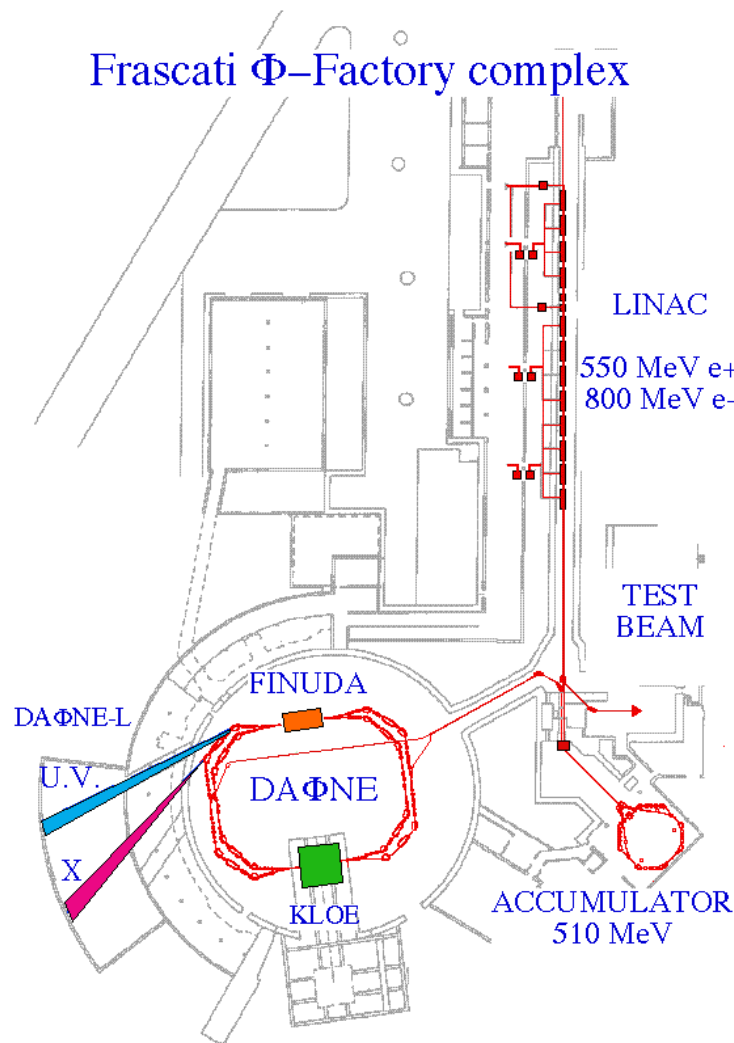 Frascati Φ–Factory complex
LINAC
550 MeV e+
800 MeV e-
TEST
BEAM
FINUDA
DAΦNE-L
U.V.
DAΦNE
X
KLOE
ACCUMULATOR
510 MeV